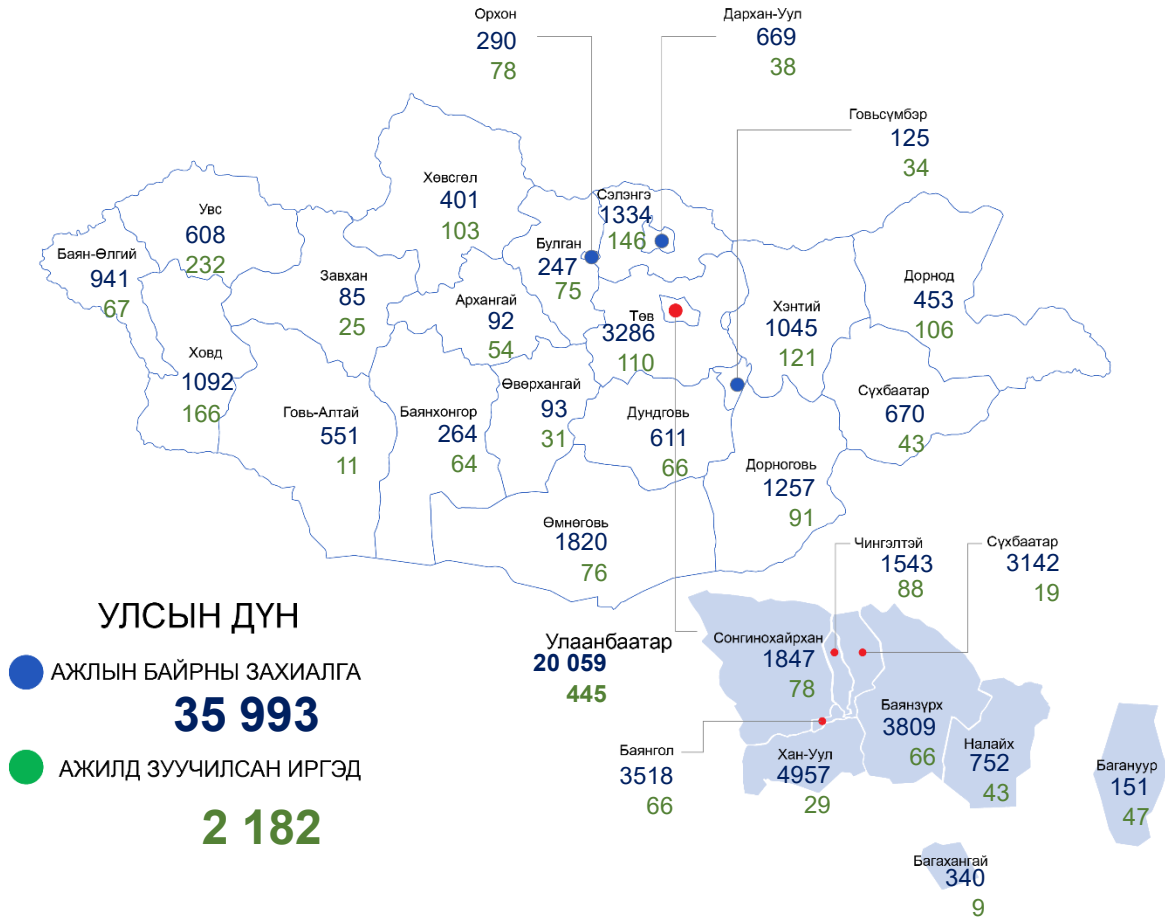 Орхон
290
78
Дархан-Уул
669
38
Говьсүмбэр
125
34
Хөвсгөл
401
103
Сэлэнгэ
1334
146
Увс
608
232
Баян-Өлгий
941
67
Булган
247
75
Завхан
85
25
Архангай
92
54
Төв
3286
110
Хэнтий
1045
121
Дорнод
453
106
Ховд
1092
166
Говь-Алтай
551
11
Баянхонгор
264
64
Өвөрхангай
93
31
Дундговь
611
66
Сүхбаатар
670
43
Дорноговь
1257
91
Өмнөговь
1820
76
Чингэлтэй
1543
88
Сүхбаатар
3142
19
УЛСЫН ДҮН
АЖЛЫН БАЙРНЫ ЗАХИАЛГА
35 993
АЖИЛД ЗУУЧИЛСАН ИРГЭД
2 182
Улаанбаатар
20 059
445
Сонгинохайрхан
1847
78
Баянзүрх
3809
66
Баянгол
3518
66
Хан-Уул
4957
29
Налайх
752
43
Багануур
151
47
Багахангай
340
9